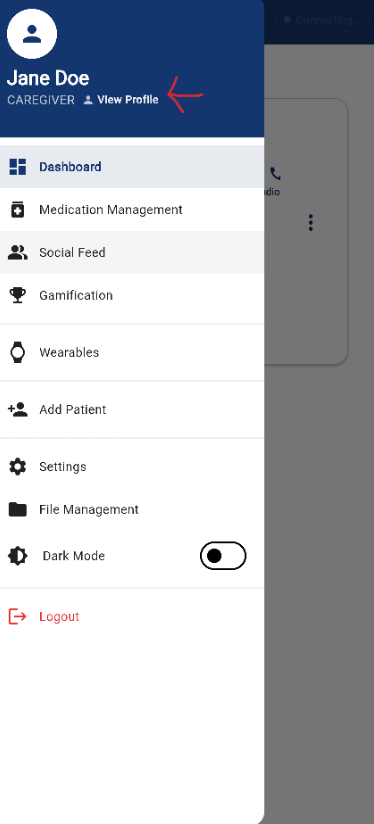 Connecting...
Jane Doe
CAREGIVER View Profile
Dashboard
Medication Management
Social Feed
Gamification
Wearables
Add Patient
Settings
File Management
Dark Mode
Logout